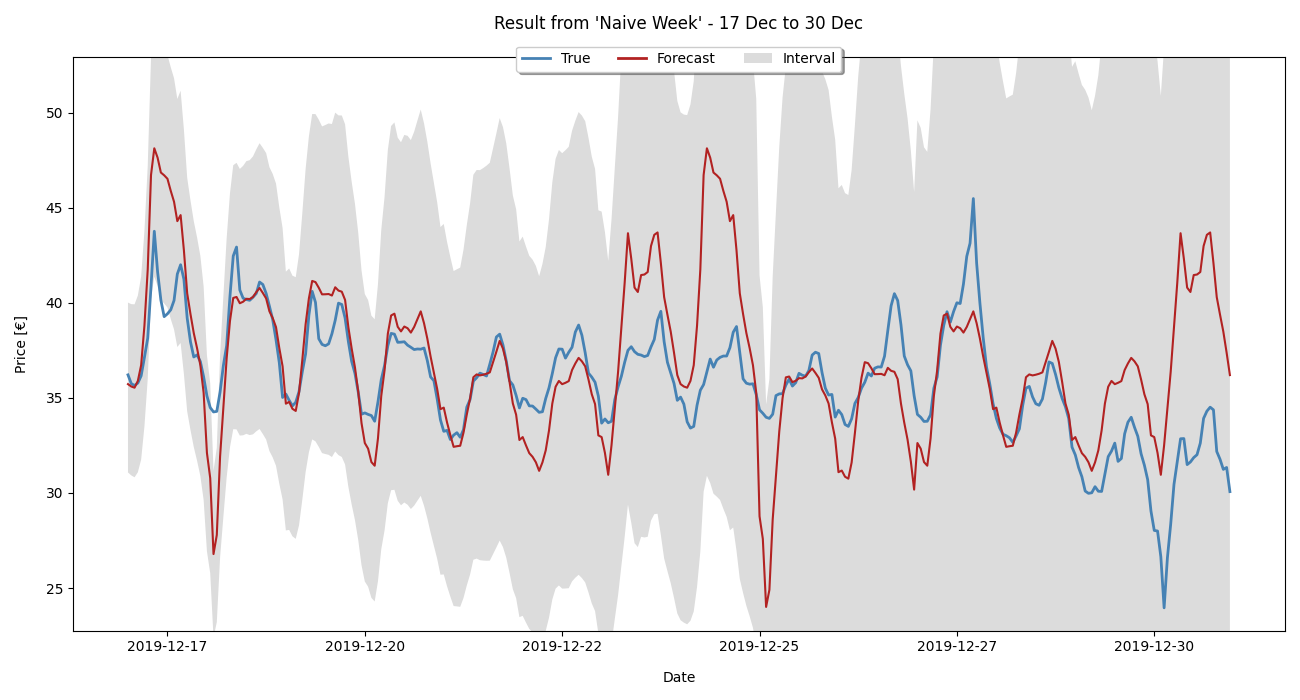 Result from 'Naive Week' - 17 Dec to 30 Dec
True Forecast Interval
Price [€]
50
45
40
35
30
25
2019-12-17 2019-12-20 2019-12-22 2019-12-25 2019-12-27 2019-12-30
Date